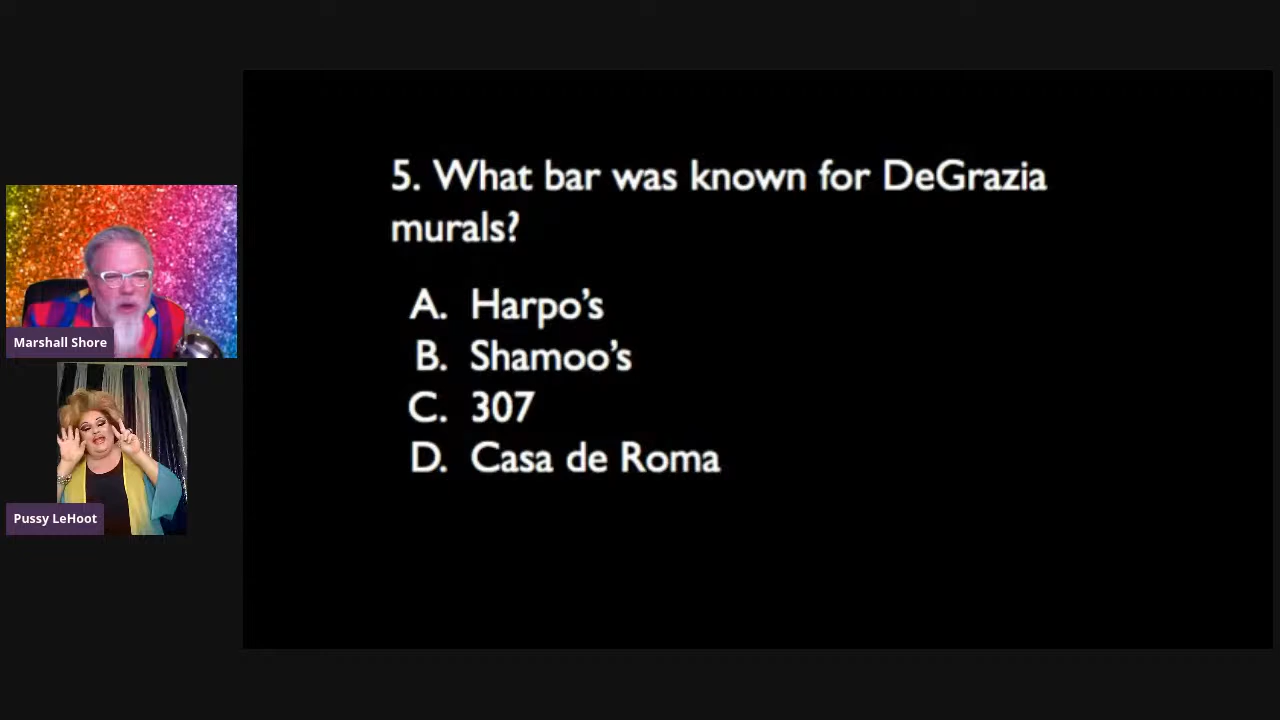 5. What bar was known for DeGrazia
murals?
A. Harpo’s
B. Shamoo’s
C. 307
D. Casa de Roma
Marshall Shore
Pussy LeHoot